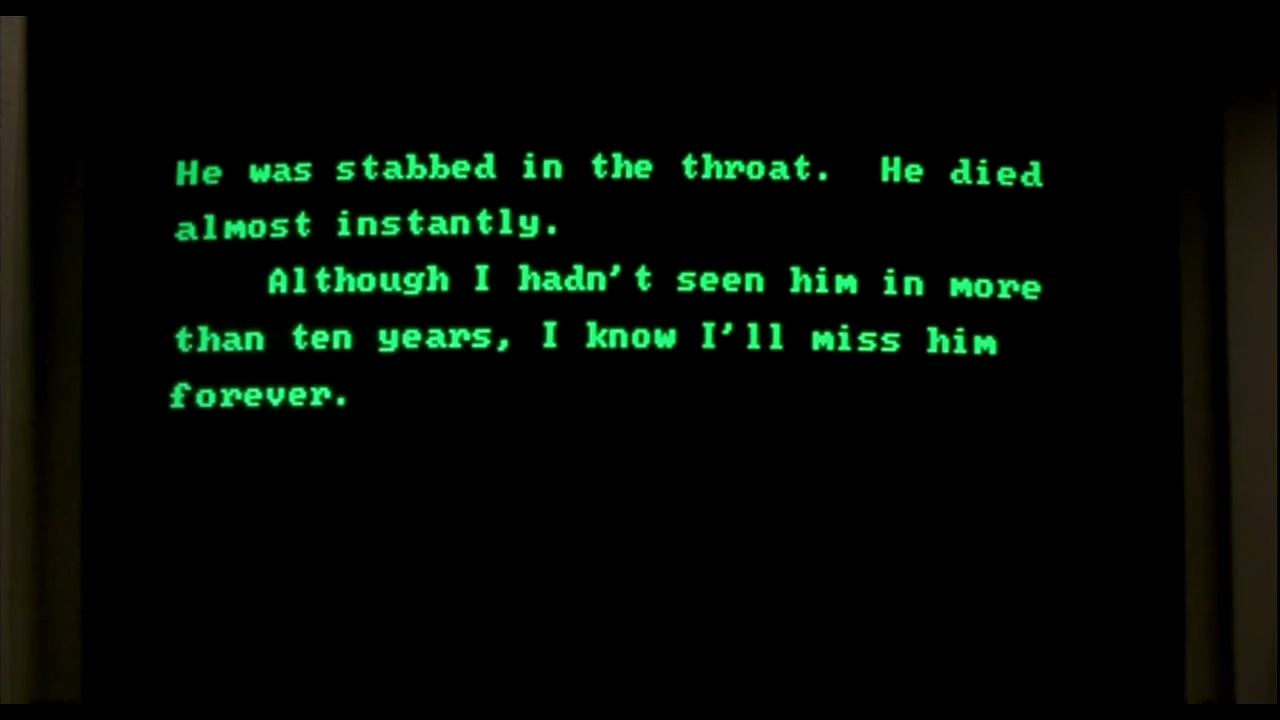 He was stabbed in the throat.  He died
almost instantly.
    Although I hadn't seen him in more
than ten years, I know I'll miss him
forever.